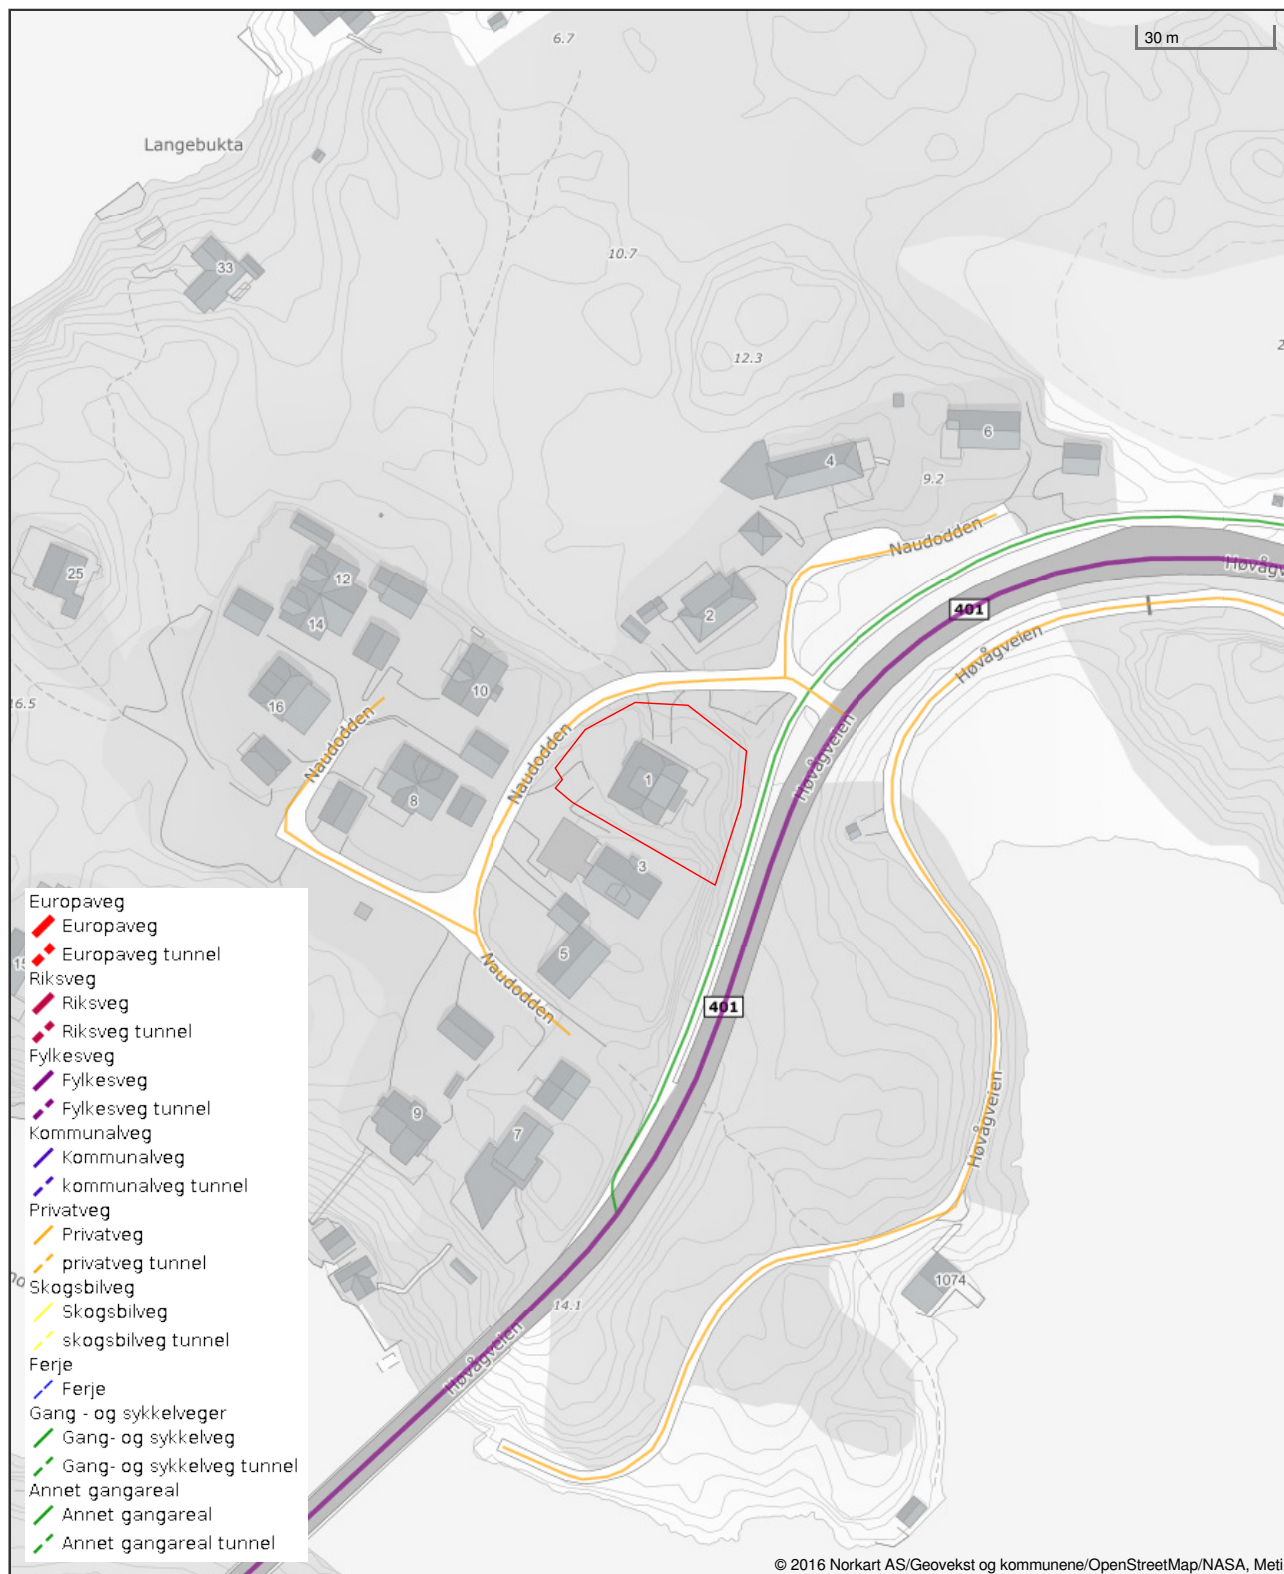 6.7
30 m
Langebukta
33
10.7
12.3
2
6
4
9.2
Naudodden
Høvågv
401
Høvågveien
25
12
14
2
10
16
16.5
Naudodden
Naudodden
Høvågveien
1
8
3
5
Naudodden
401
15
9
7
Høvågveien
1074
14.1
Høvågveien
Europaveg
Europaveg
Europaveg tunnel
Riksveg
Riksveg
Riksveg tunnel
Fylkesveg
Fylkesveg
Fylkesveg tunnel
Kommunalveg
Kommunalveg
kommunalveg tunnel
Privatveg
Privatveg
privatveg tunnel
Skogsbilveg
Skogsbilveg
skogsbilveg tunnel
Ferje
Ferje
Gang - og sykkelveger
Gang- og sykkelveg
Gang- og sykkelveg tunnel
Annet gangareal
Annet gangareal
Annet gangareal tunnel
© 2016 Norkart AS/Geovekst og kommunene/OpenStreetMap/NASA, Meti